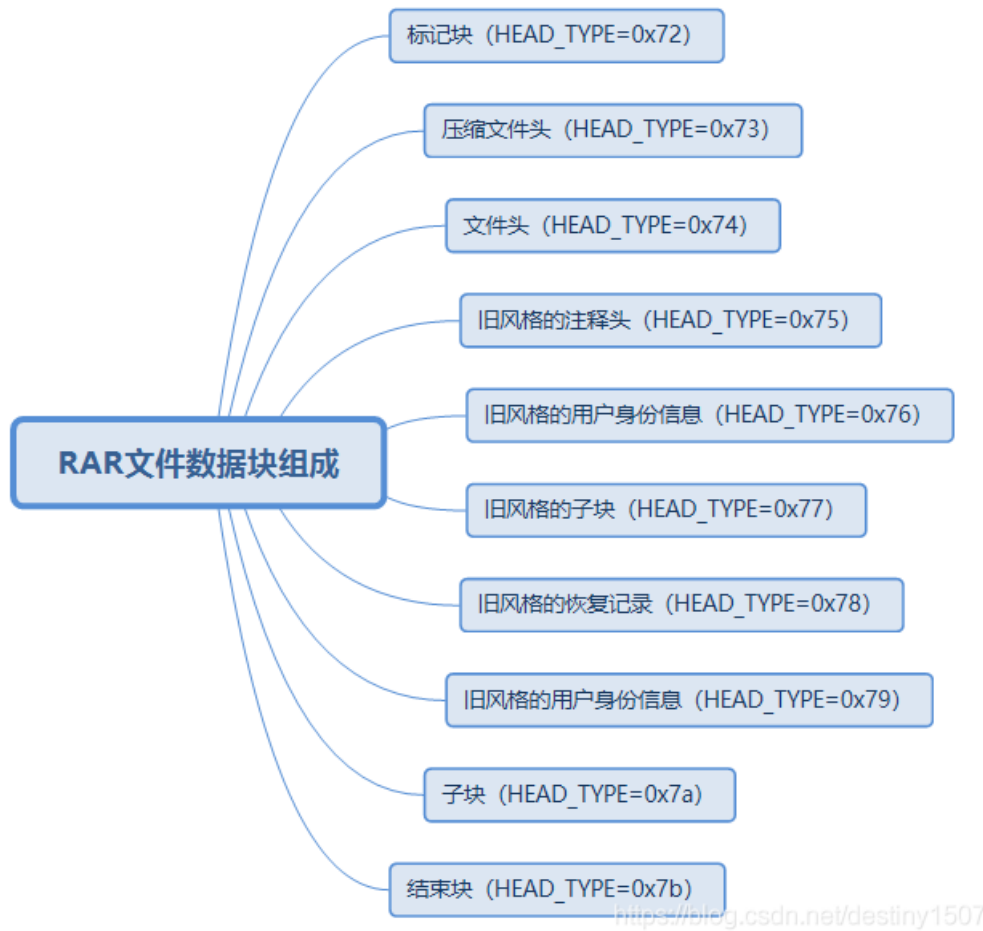 标记块（HEAD_TYPE=0x72）
压缩文件头（HEAD_TYPE=0x73）
文件头（HEAD_TYPE=0x74）
旧风格的注释头（HEAD_TYPE=0x75）
旧风格的用户身份信息（HEAD_TYPE=0x76）
RAR文件数据块组成
旧风格的子块（HEAD_TYPE=0x77）
旧风格的恢复记录（HEAD_TYPE=0x78）
旧风格的用户身份信息（HEAD_TYPE=0x79）
子块（HEAD_TYPE=0x7a）
结束块（HEAD_TYPE=0x7b）
https://blog.csdn.net/destiny1507